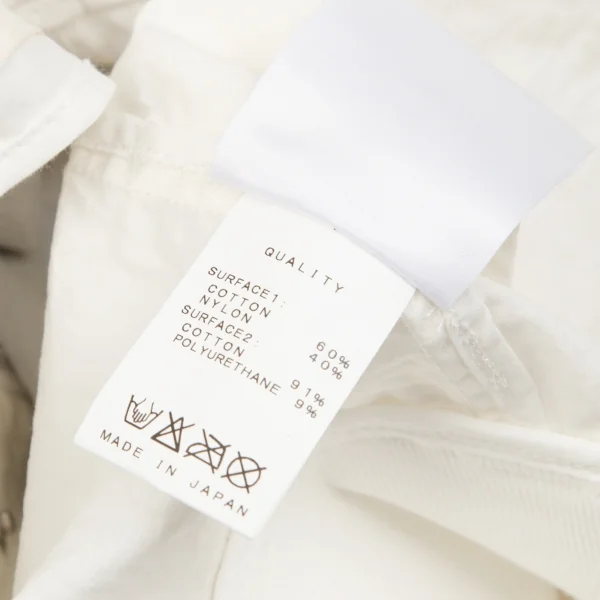 QUALITY
SURFACE1:
COTTON 60%
NYLON 40%
SURFACE2:
COTTON 91%
POLYURETHANE 9%
MADE IN JAPAN